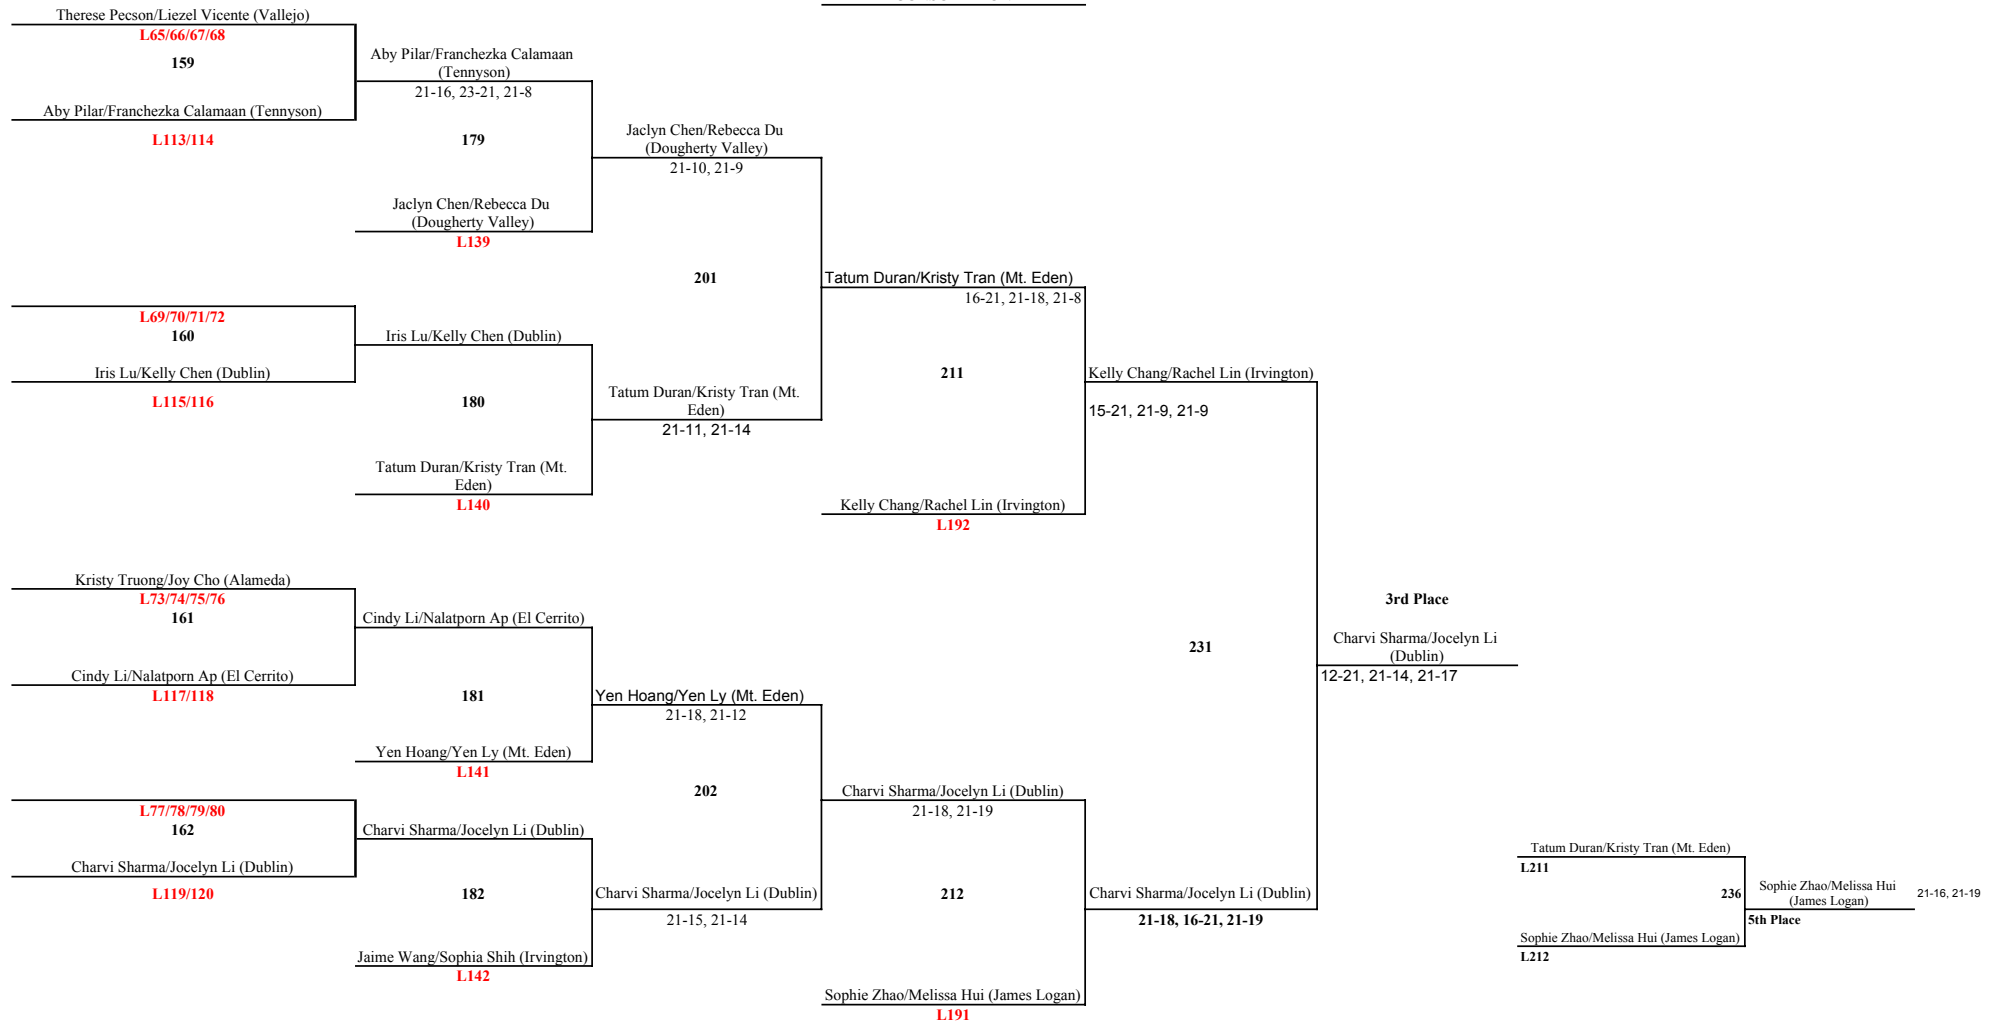 Therese Pecson/Liezel Vicente (Vallejo)
L65/66/67/68
159
Aby Pilar/Franchezka Calamaan (Tennyson)
L113/114
Aby Pilar/Franchezka Calamaan
(Tennyson)
21-16, 23-21, 21-8
179
Jaclyn Chen/Rebecca Du
(Dougherty Valley)
L139
Jaclyn Chen/Rebecca Du
(Dougherty Valley)
21-10, 21-9
201
L69/70/71/72
160
Iris Lu/Kelly Chen (Dublin)
L115/116
Iris Lu/Kelly Chen (Dublin)
180
Tatum Duran/Kristy Tran (Mt.
Eden)
L140
Tatum Duran/Kristy Tran (Mt.
Eden)
21-11, 21-14
Tatum Duran/Kristy Tran (Mt. Eden)
16-21, 21-18, 21-8
211
Kelly Chang/Rachel Lin (Irvington)
L192
Kelly Chang/Rachel Lin (Irvington)
15-21, 21-9, 21-9
Kristy Truong/Joy Cho (Alameda)
L73/74/75/76
161
Cindy Li/Nalatporn Ap (El Cerrito)
L117/118
Cindy Li/Nalatporn Ap (El Cerrito)
181
Yen Hoang/Yen Ly (Mt. Eden)
L141
Yen Hoang/Yen Ly (Mt. Eden)
21-18, 21-12
202
L77/78/79/80
162
Charvi Sharma/Jocelyn Li (Dublin)
L119/120
Charvi Sharma/Jocelyn Li (Dublin)
182
Jaime Wang/Sophia Shih (Irvington)
L142
Charvi Sharma/Jocelyn Li (Dublin)
21-15, 21-14
Charvi Sharma/Jocelyn Li (Dublin)
21-18, 21-19
212
Sophie Zhao/Melissa Hui (James Logan)
L191
Charvi Sharma/Jocelyn Li (Dublin)
21-18, 16-21, 21-19
231
3rd Place
Charvi Sharma/Jocelyn Li
(Dublin)
12-21, 21-14, 21-17
Tatum Duran/Kristy Tran (Mt. Eden)
L211
236
Sophie Zhao/Melissa Hui (James Logan)
L212
Sophie Zhao/Melissa Hui
(James Logan)
21-16, 21-19
5th Place